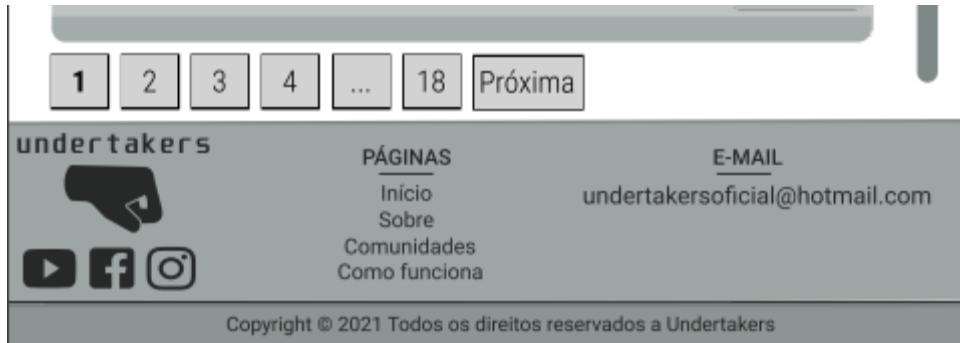 1 2 3 4 ... 18 Próxima
undertakers
PÁGINAS
Início
Sobre
Comunidades
Como funciona
E-MAIL
undertakersoficial@hotmail.com
Copyright © 2021 Todos os direitos reservados a Undertakers